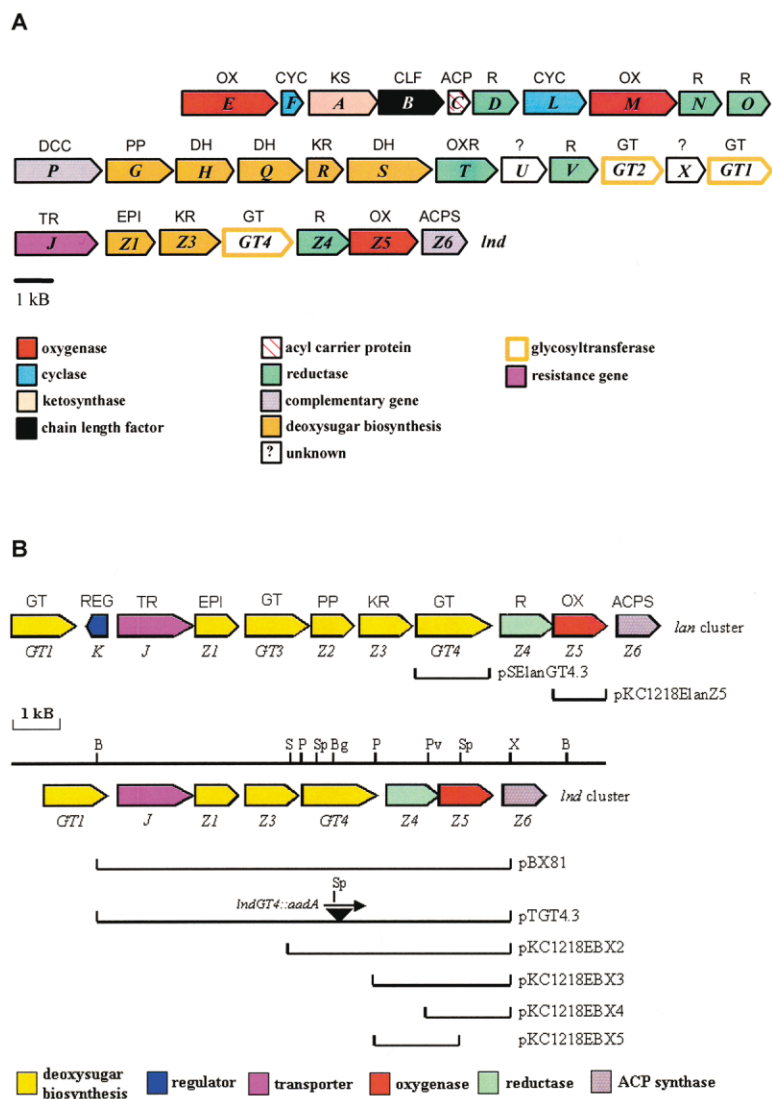 A
OX CYC KS CLF ACP R CYC OX R R
E F A B C D L M N O
DCC PP DH DH KR DH OXR ? R GT ? GT
P G H Q R S T U V GT2 X GT1
TR EPI KR GT R OX ACPS
J Z1 Z3 GT4 Z4 Z5 Z6 lnd
1 kB
oxygenase
cyclase
ketosynthase
chain length factor
acyl carrier protein
reductase
complementary gene
deoxysugar biosynthesis
? unknown
glycosyltransferase
resistance gene
B
GT REG TR EPI GT PP KR GT R OX ACPS
lan cluster
GT1 K J Z1 GT3 Z2 Z3 GT4 Z4 Z5 Z6
pSElanGT4.3
pKC1218ElanZ5
1 kB
B S P Sp Bg P Pv Sp X B
lnd cluster
GT1 J Z1 Z3 GT4 Z4 Z5 Z6
pBX81
Sp
lndGT4::aadA
pTGT4.3
pKC1218EBX2
pKC1218EBX3
pKC1218EBX4
pKC1218EBX5
deoxysugar
biosynthesis
regulator
transporter
oxygenase
reductase
ACP synthase